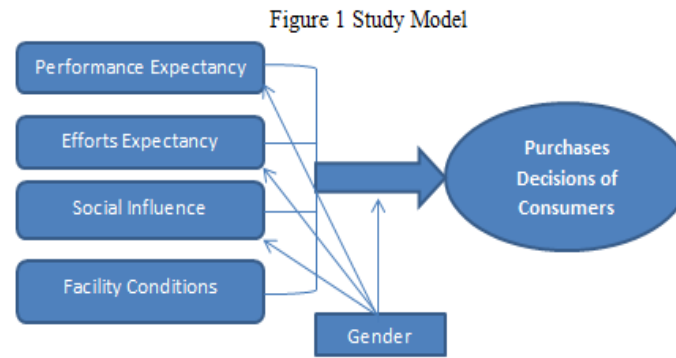 Figure 1 Study Model
Performance Expectancy
Efforts Expectancy
Social Influence
Facility Conditions
Purchases
Decisions of
Consumers
Gender